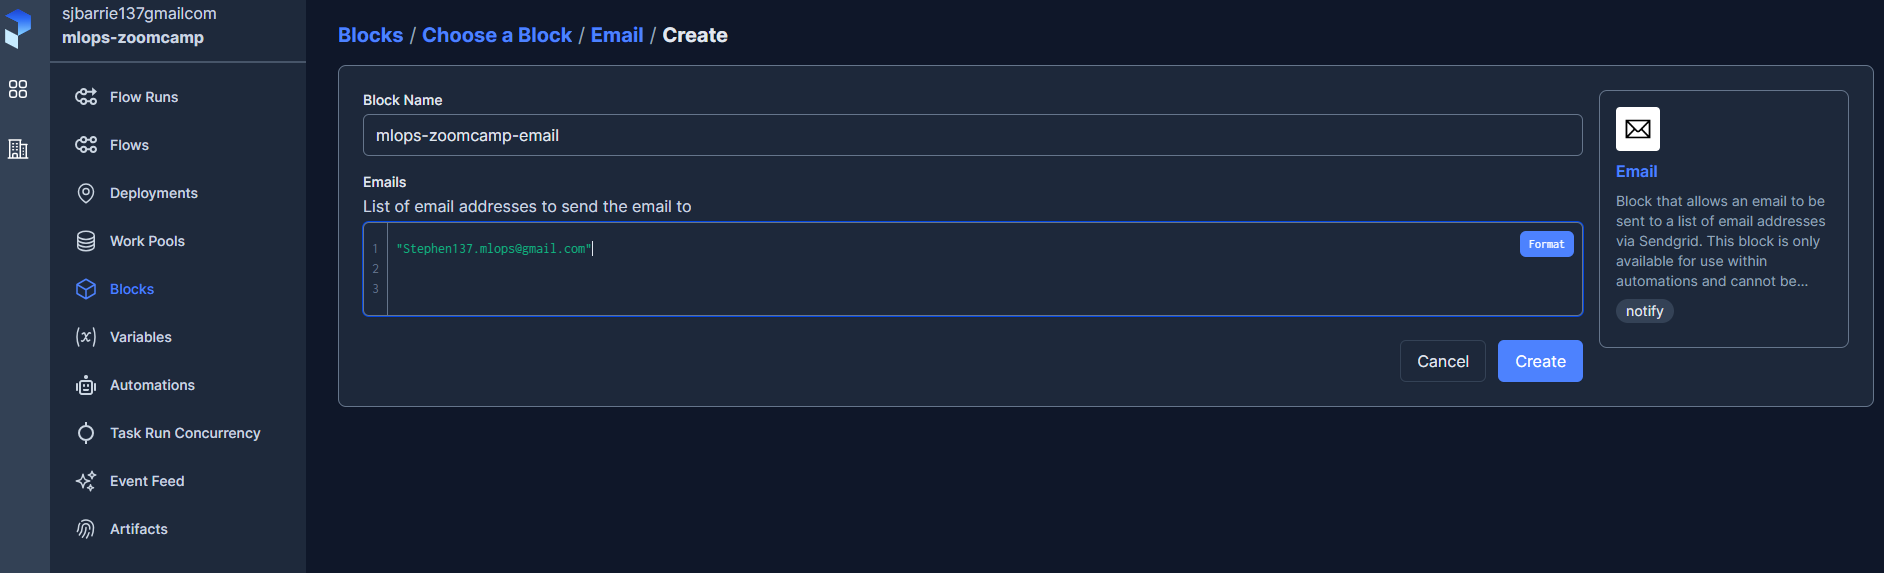 sjbarrie137gmailcom
mlops-zoomcamp
Flow Runs
Flows
Deployments
Work Pools
Blocks
Variables
Automations
Task Run Concurrency
Event Feed
Artifacts
Blocks / Choose a Block / Email / Create
Block Name
mlops-zoomcamp-email
Emails
List of email addresses to send the email to
1 "Stephen137.mlops@gmail.com"
2
3
Format
Cancel
Create
Email
Block that allows an email to be
sent to a list of email addresses
via Sendgrid. This block is only
available for use within
automations and cannot be...
notify